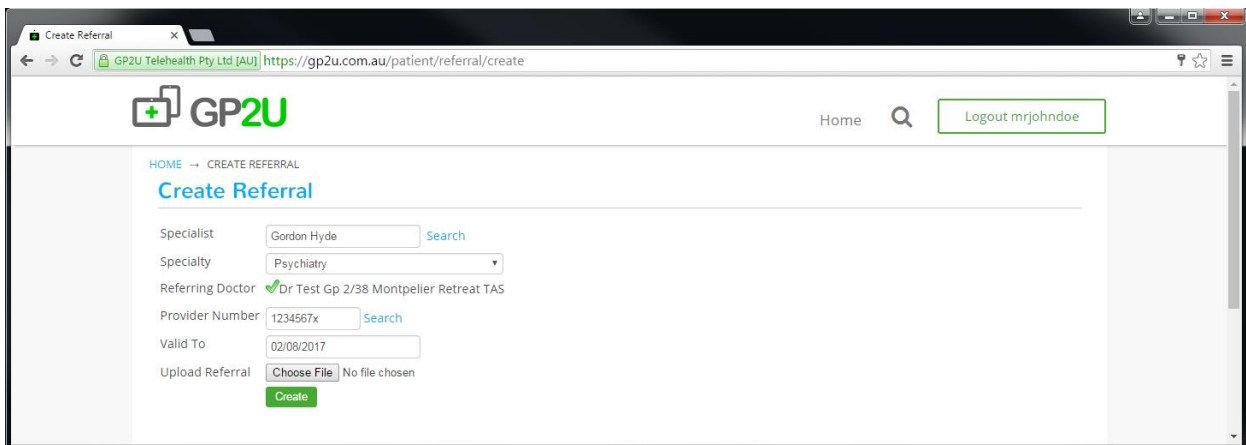 Create Referral
GP2U Telehealth Pty Ltd [AU] https://gp2u.com.au/patient/referral/create
GP2U Home Logout mrjohndoe
HOME → CREATE REFERRAL
Create Referral
Specialist Gordon Hyde Search
Specialty Psychiatry
Referring Doctor Dr Test Gp 2/38 Montpelier Retreat TAS
Provider Number 1234567x Search
Valid To 02/08/2017
Upload Referral Choose File No file chosen
Create